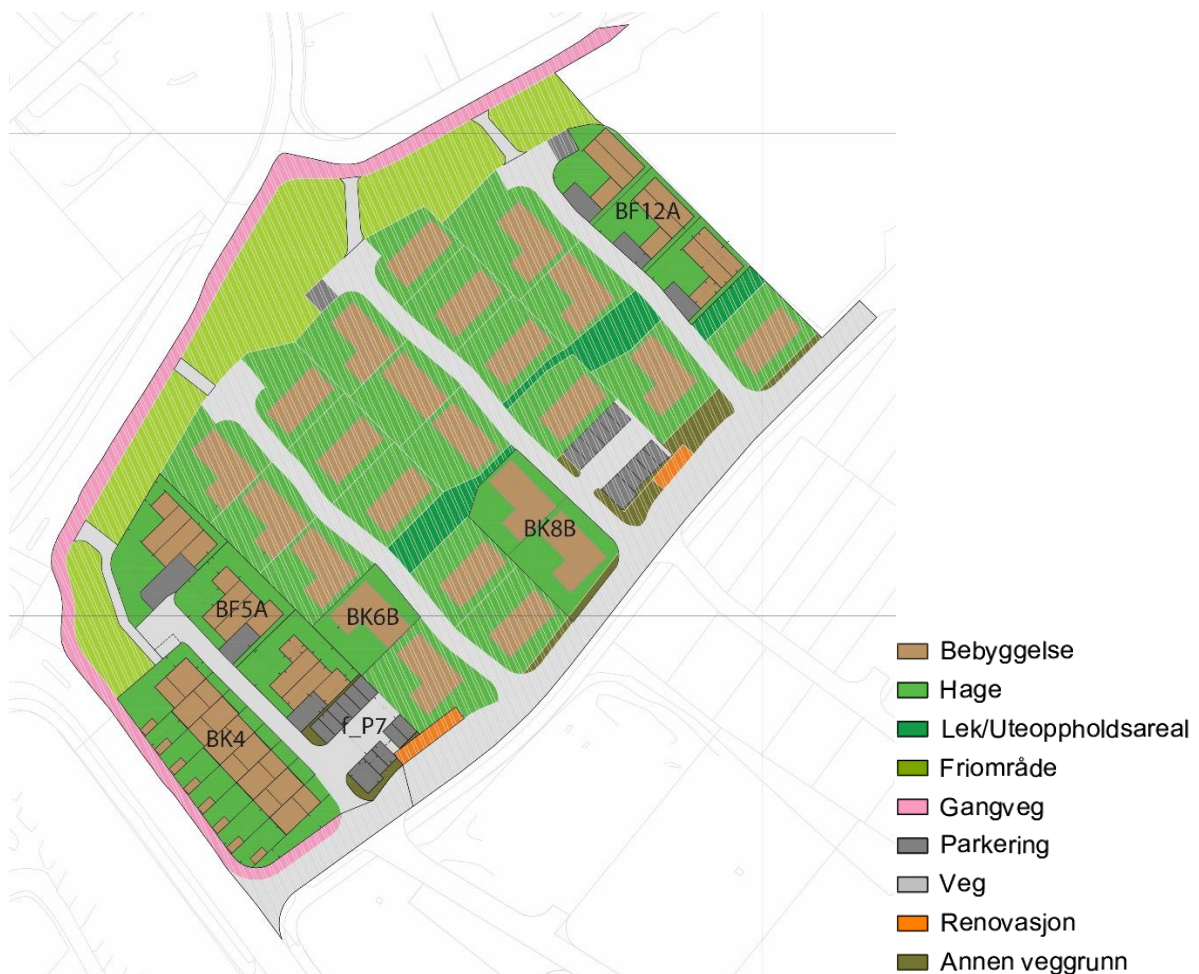 BF12A
BK8B
BF5A
BK6B
f_P7
BK4
Bebyggelse
Hage
Lek/Uteoppholdsareal
Friområde
Gangveg
Parkering
Veg
Renovasjon
Annen veggrunn